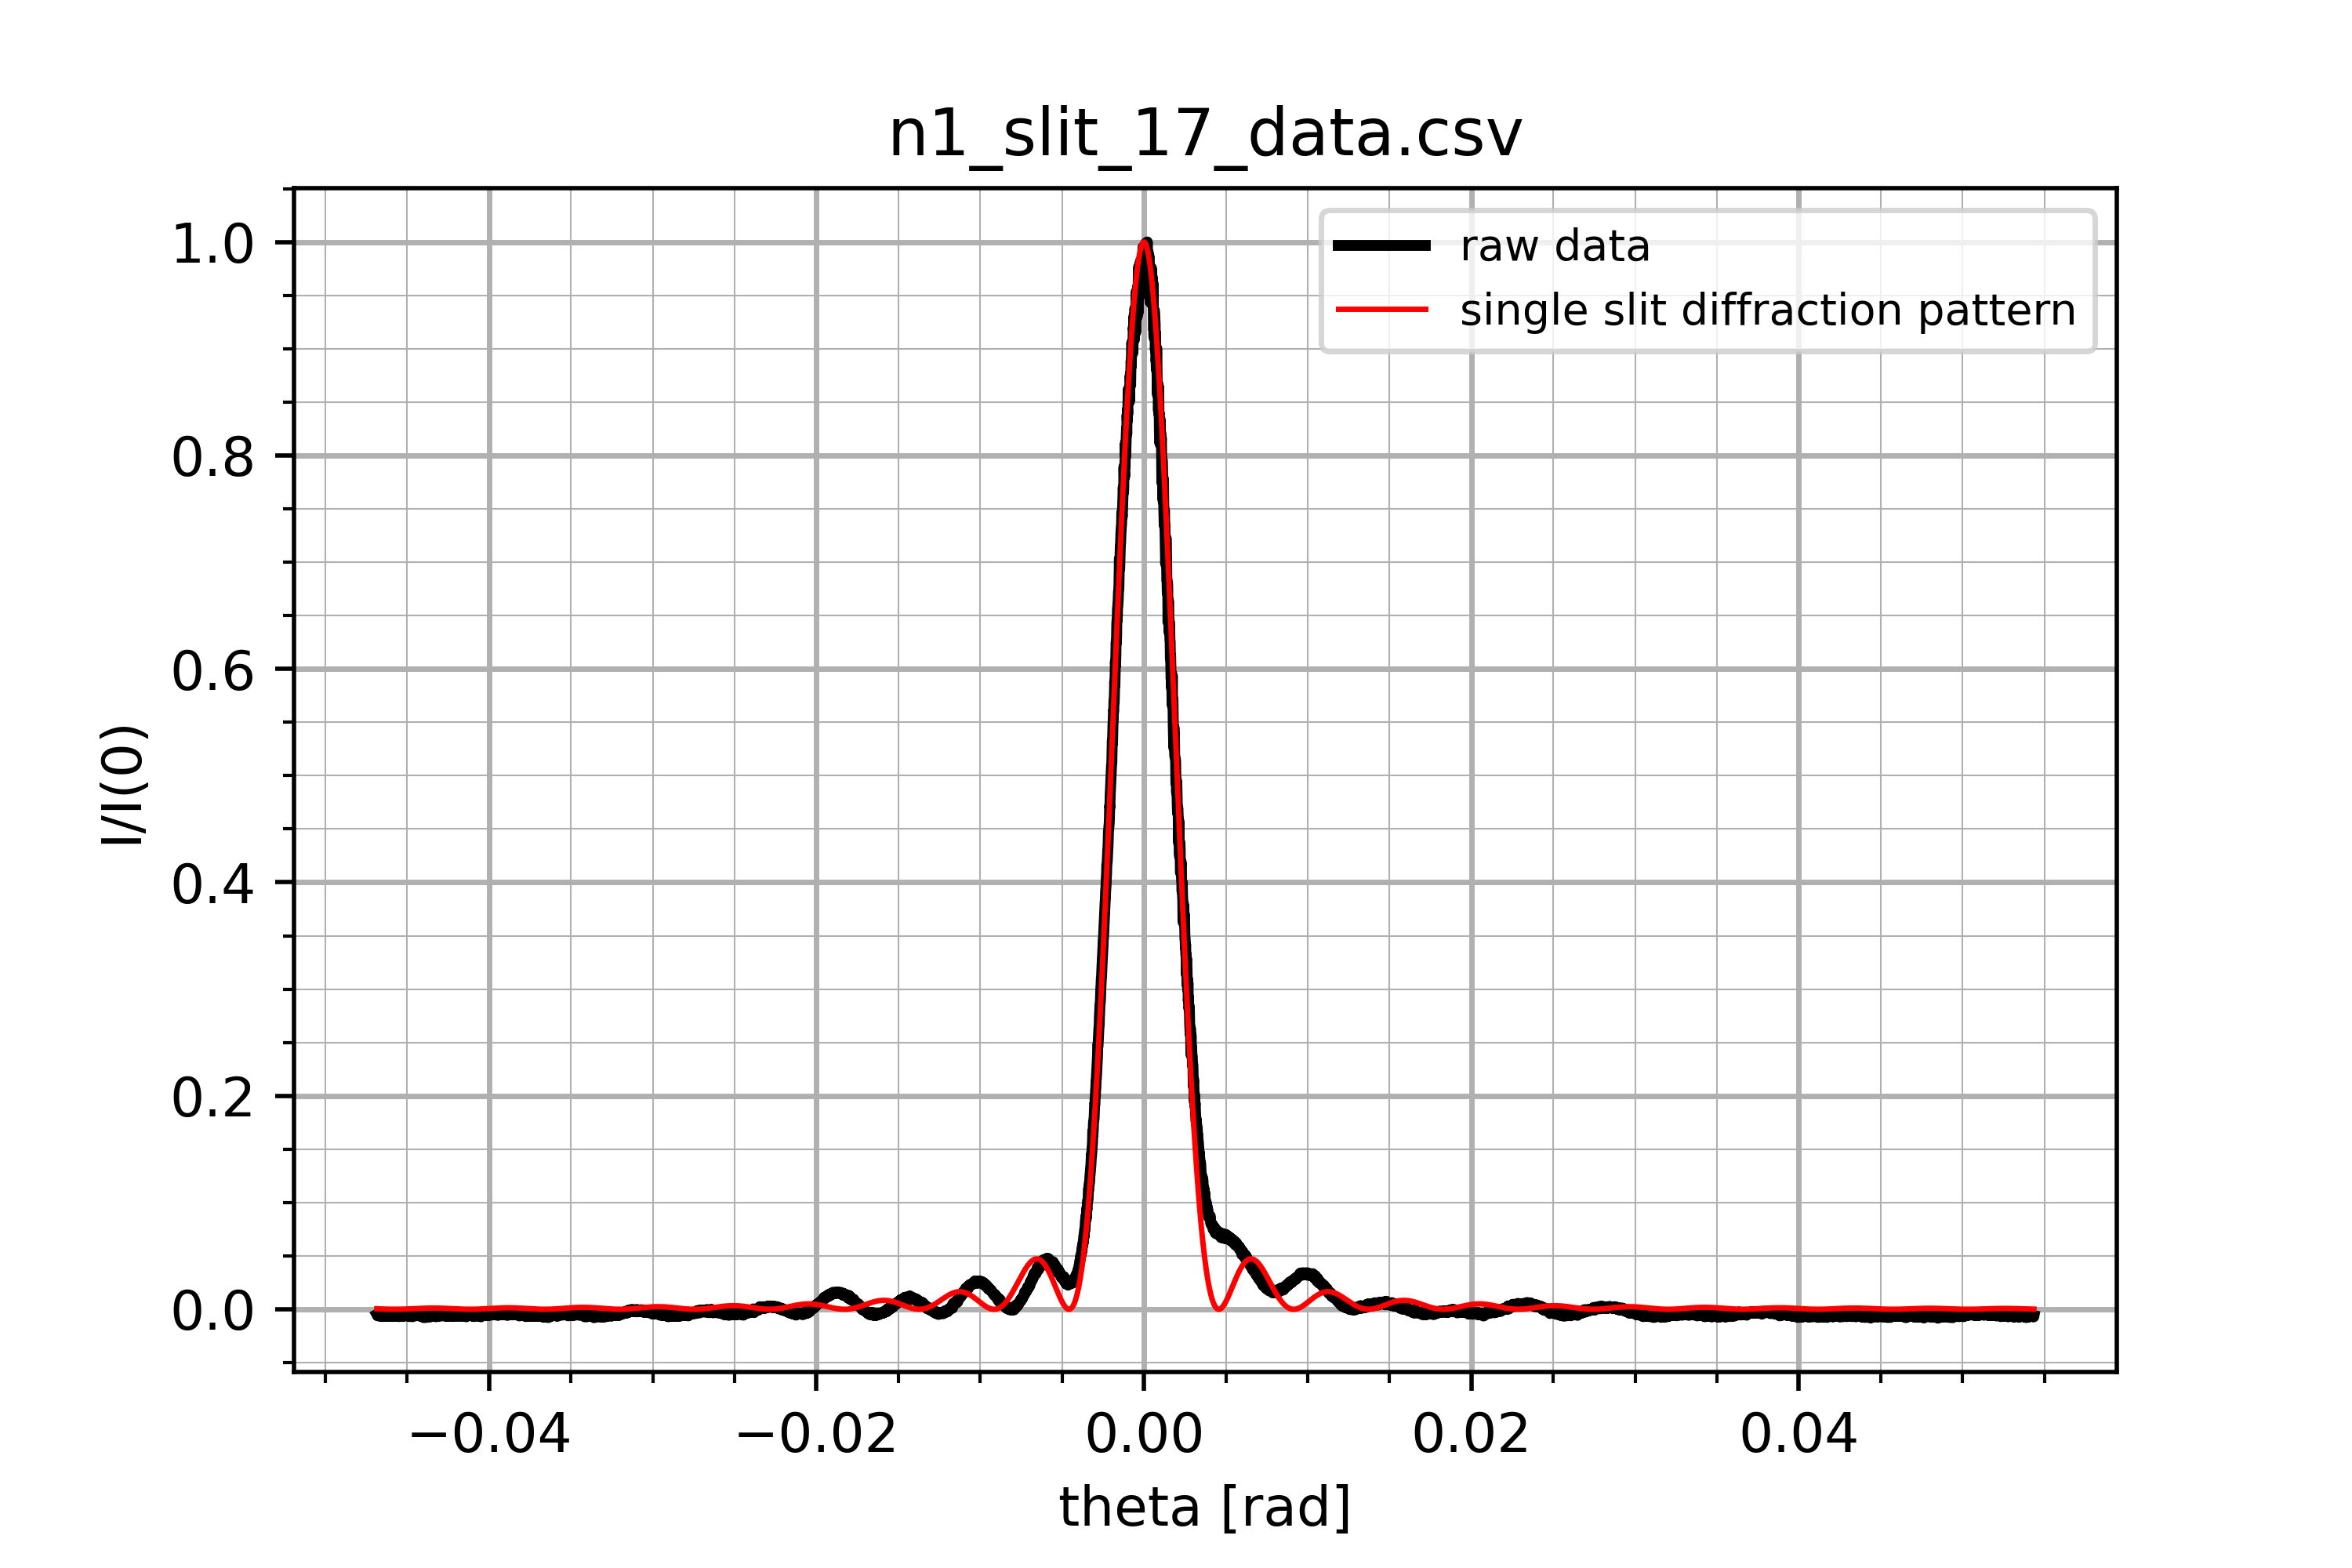 n1_slit_17_data.csv
raw data
single slit diffraction pattern
1.0
0.8
0.6
0.4
0.2
0.0
I/I(0)
−0.04 −0.02 0.00 0.02 0.04
theta [rad]